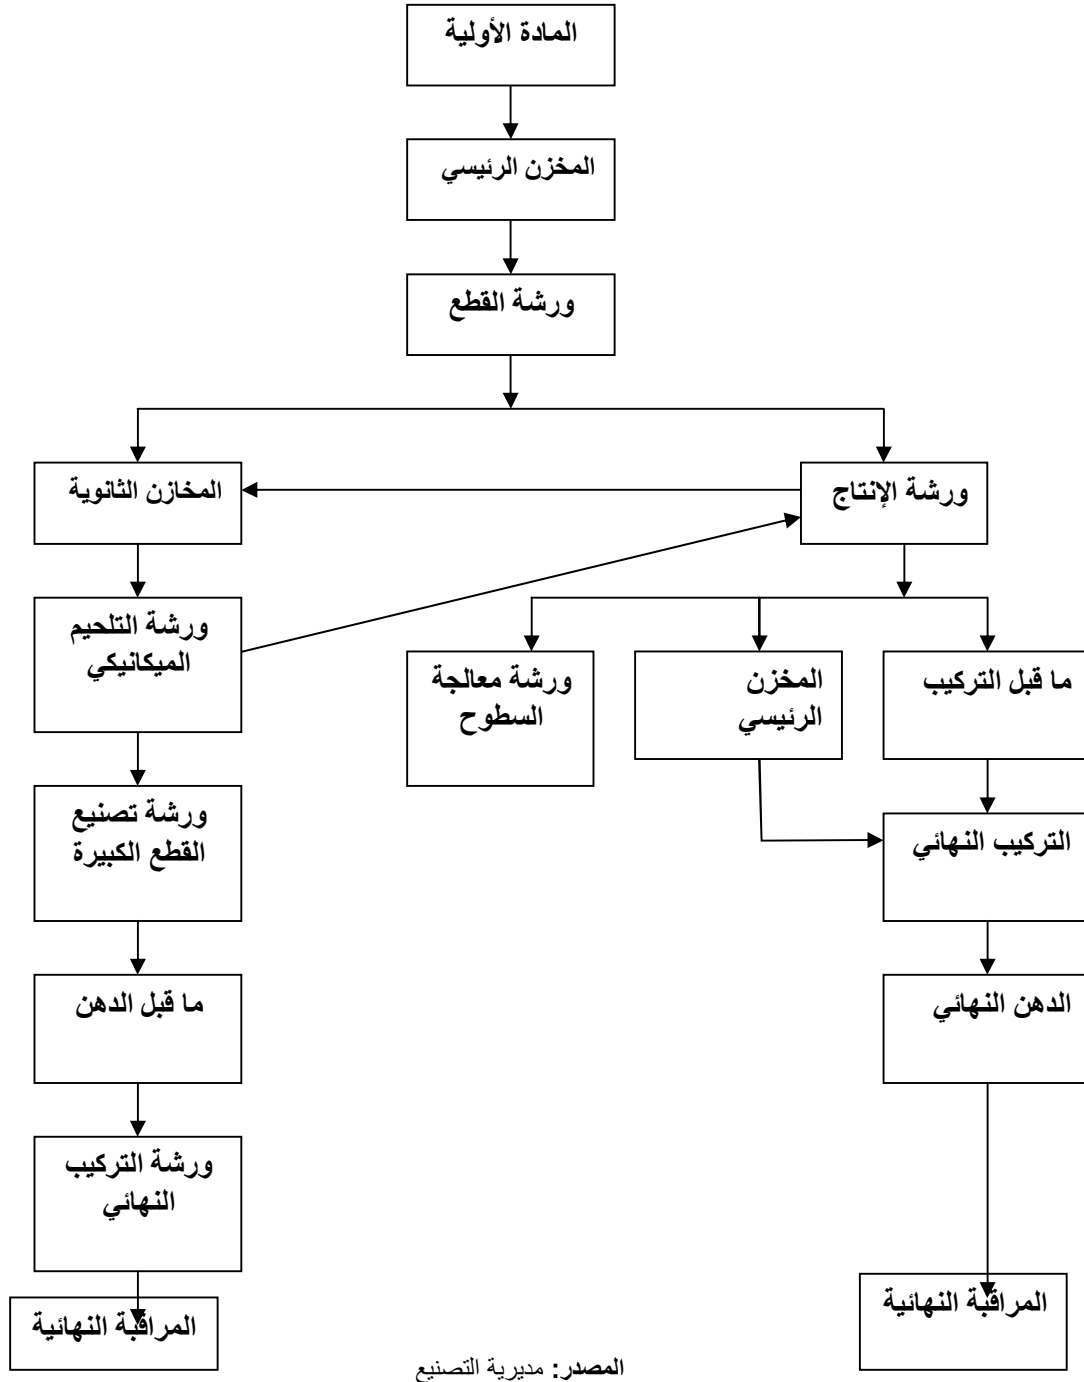 المادة الأولية
المخزن الرئيسي
ورشة القطع
ورشة الإنتاج
المخازن الثانوية
ورشة التلحيم
الميكانيكي
ما قبل التركيب
المخزن
الرئيسي
ورشة معالجة
السطوح
ورشة تصنيع
القطع الكبيرة
التركيب النهائي
الدهن النهائي
ما قبل الدهن
ورشة التركيب
النهائي
المراقبة النهائية
المراقبة النهائية
المصدر: مديرية التصنيع